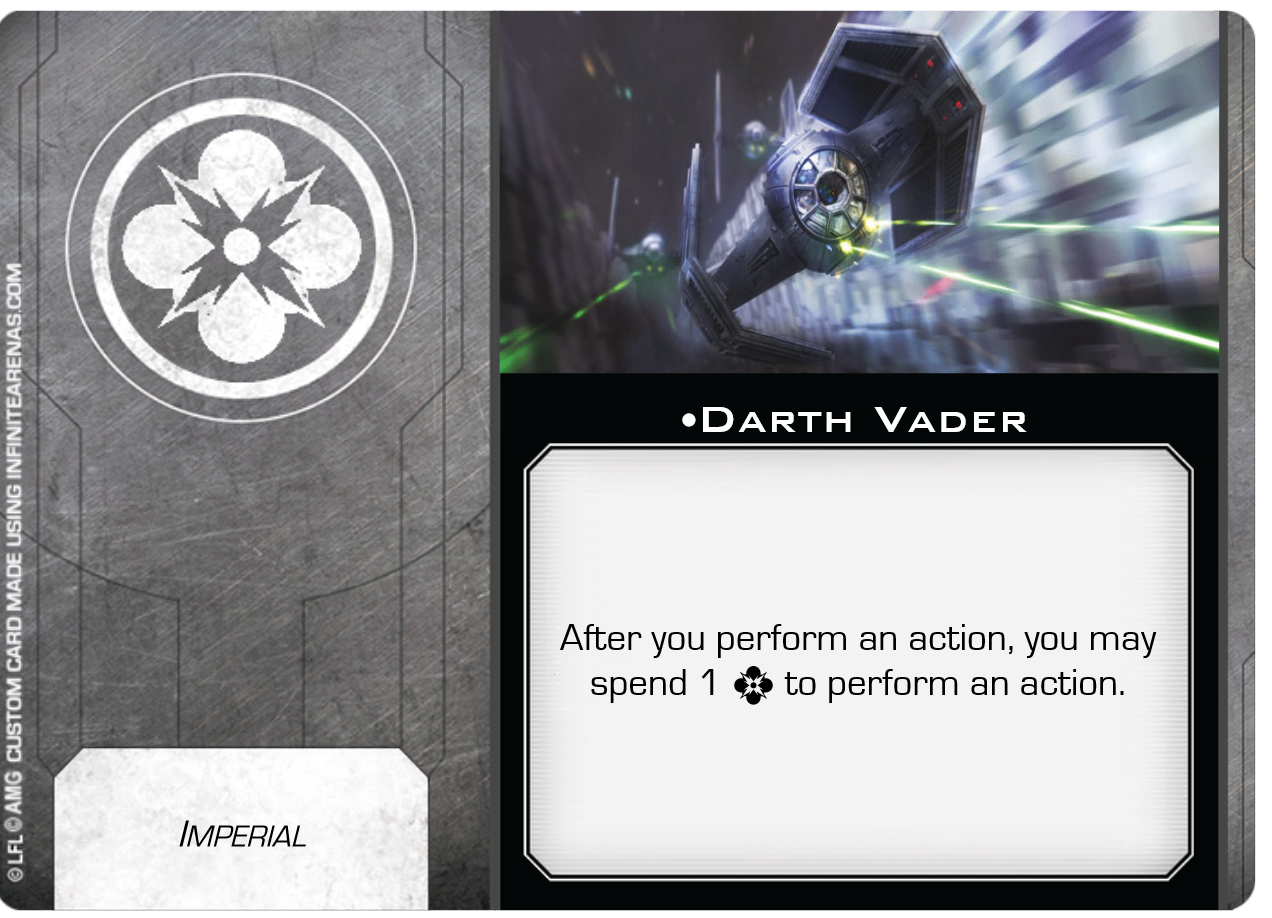 •DARTH VADER
After you perform an action, you may
spend 1 to perform an action.
IMPERIAL
© LFL © AMG CUSTOM CARD MADE USING INFINITEARENAS.COM